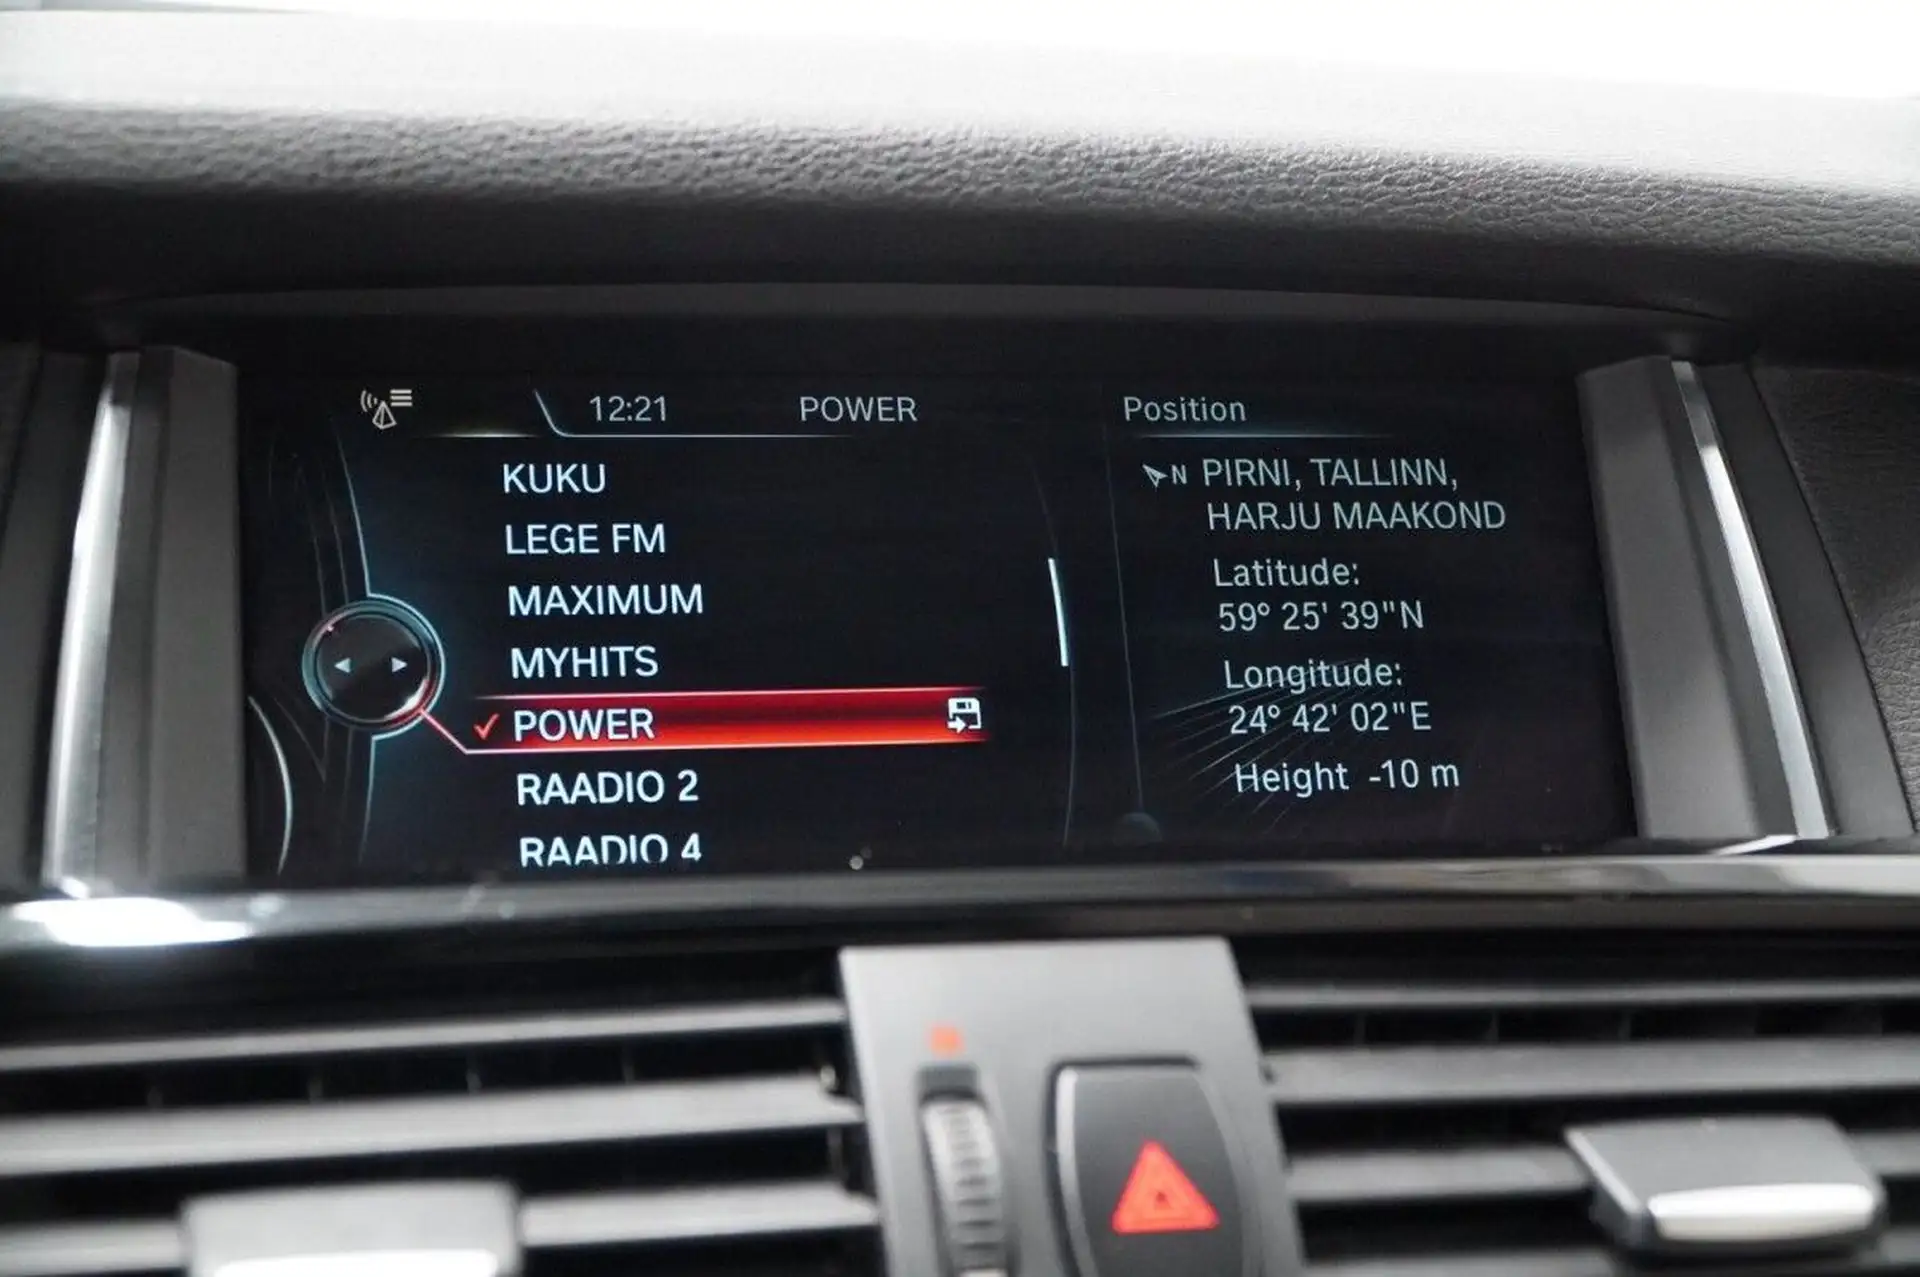 12:21 POWER
KUKU
LEGE FM
MAXIMUM
MYHITS
POWER
RAADIO 2
RAADIO 4
Position
N PIRNI, TALLINN,
HARJU MAAKOND
Latitude:
59° 25' 39"N
Longitude:
24° 42' 02"E
Height -10 m